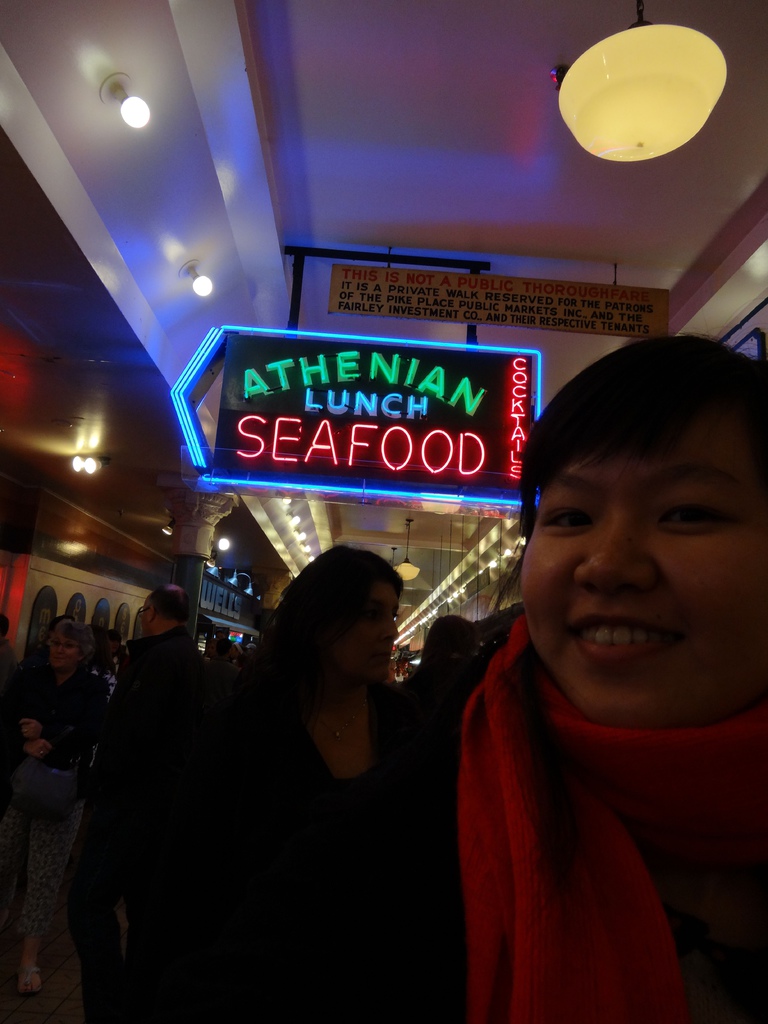 THIS IS NOT A PUBLIC THOROUGHFARE
IT IS A PRIVATE WALK RESERVED FOR THE PATRONS
OF THE PIKE PLACE PUBLIC MARKETS INC., AND THE
FAIRLEY INVESTMENT CO., AND THEIR RESPECTIVE TENANTS
ATHENIAN
LUNCH
SEAFOOD
COCKTAILS